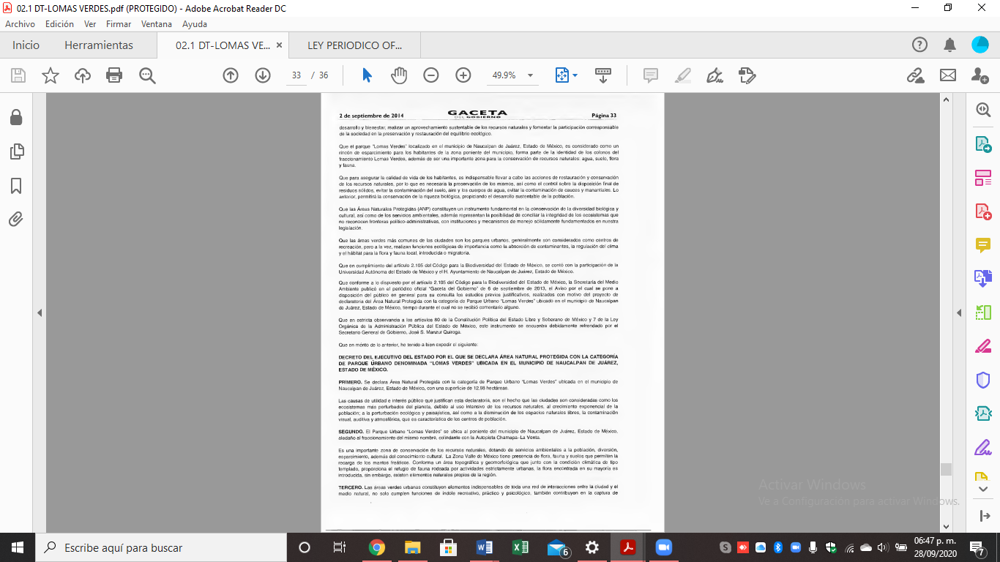 02.1 DT-LOMAS VERDES.pdf (PROTEGIDO) - Adobe Acrobat Reader DC
Archivo Edición Ver Firmar Ventana Ayuda
Inicio Herramientas 02.1 DT-LOMAS VE... LEY PERIODICO OF...
33 / 36 49.9%
2 de septiembre de 2014 GACETA DEL GOBIERNO Página 33
desarrollo y bienestar, realizar un aprovechamiento sustentable de los recursos naturales y fomentar la participación corresponsable
de la sociedad en la preservación y restauración del equilibrio ecológico.
Que el parque "Lomas Verdes" localizado en el municipio de Naucalpan de Juárez, Estado de México, es considerado como un
rincón de esparcimiento para los habitantes de la zona poniente del municipio, forma parte de la identidad de los colonos del
fraccionamiento Lomas Verdes, además de ser una importante zona para la conservación de recursos naturales: agua, suelo, flora
y fauna.
Que para asegurar la calidad de vida de los habitantes, es indispensable llevar a cabo las acciones de restauración y conservación
de los recursos naturales, por lo que es necesaria la preservación de los mismos, así como el control sobre la disposición final de
residuos sólidos, evitar la contaminación del suelo, aire y los cuerpos de agua, evitar la contaminación de cauces y manantiales. Lo
anterior, permitirá la conservación de la riqueza biológica, propiciando el desarrollo sustentable de la población.
Que las Áreas Naturales Protegidas (ANP) constituyen un instrumento fundamental en la conservación de la diversidad biológica y
cultural, así como de los servicios ambientales, además representan la posibilidad de conciliar la integridad de los ecosistemas que
no reconocen fronteras político-administrativas, con instituciones y mecanismos de manejo sólidamente fundamentados en nuestra
legislación.
Que las áreas verdes más comunes de las ciudades son los parques urbanos, generalmente son considerados como centros de
recreación, pero a la vez, realizan funciones ecológicas de importancia como la absorción de contaminantes, la regulación del clima
y el hábitat para la flora y fauna local, introducida o migratoria.
Que en cumplimiento del artículo 2.105 del Código para la Biodiversidad del Estado de México, se contó con la participación de la
Universidad Autónoma del Estado de México y el H. Ayuntamiento de Naucalpan de Juárez, Estado de México.
Que conforme a lo dispuesto por el artículo 2.105 del Código para la Biodiversidad del Estado de México, la Secretaría del Medio
Ambiente publicó en el periódico oficial "Gaceta del Gobierno" de 6 de septiembre de 2013, el Aviso por el cual se pone a
disposición del público en general para su consulta los estudios previos justificativos, realizados con motivo del proyecto de
declaratoria del Área Natural Protegida con la categoría de Parque Urbano "Lomas Verdes" ubicado en el municipio de Naucalpan
de Juárez, Estado de México, tiempo durante el cual no se recibió comentario alguno.
Que en estricta observancia a los artículos 80 de la Constitución Política del Estado Libre y Soberano de México y 7 de la Ley
Orgánica de la Administración Pública del Estado de México, este instrumento se encuentra debidamente refrendado por el
Secretario General de Gobierno, José S. Manzur Quiroga.
Que en mérito de lo anterior, he tenido a bien expedir el siguiente:
DECRETO DEL EJECUTIVO DEL ESTADO POR EL QUE SE DECLARA ÁREA NATURAL PROTEGIDA CON LA CATEGORÍA
DE PARQUE URBANO DENOMINADA "LOMAS VERDES" UBICADA EN EL MUNICIPIO DE NAUCALPAN DE JUÁREZ,
ESTADO DE MÉXICO.
PRIMERO. Se declara Área Natural Protegida con la categoría de Parque Urbano "Lomas Verdes" ubicada en el municipio de
Naucalpan de Juárez, Estado de México, con una superficie de 12.98 hectáreas.
Las causas de utilidad e interés público que justifican esta declaratoria, son el hecho que las ciudades son consideradas como los
ecosistemas más perturbados del planeta, debido al uso intensivo de los recursos naturales, al crecimiento exponencial de la
población; a la perturbación ecológica y paisajística, así como a la disminución de los espacios naturales libres, la contaminación
visual, auditiva y atmosférica, que es característica de los centros de población.
SEGUNDO. El Parque Urbano "Lomas Verdes" se ubica al poniente del municipio de Naucalpan de Juárez, Estado de México,
aledaño al fraccionamiento del mismo nombre, colindante con la Autopista Chamapa-La Venta.
Es una importante zona de conservación de los recursos naturales, dotando de servicios ambientales a la población, diversión,
esparcimiento, además del conocimiento cultural. La Zona Valle de México tiene presencia de flora, fauna y suelos que permiten la
recarga de los mantos freáticos. Conforma un área topográfica y geomorfológica que junto con la condición climática de tipo
templado, proporciona el refugio de fauna rodeada por actividades estrictamente urbanas, la flora encontrada en su mayoría es
introducida, sin embargo, existen elementos naturales propios de la región.
TERCERO. Las áreas verdes urbanas constituyen elementos indispensables de toda una red de interacciones entre la ciudad y el
medio natural, no solo cumplen funciones de índole recreativo, práctico y psicológico, también contribuyen en la captura de
Activar Windows
Ve a Configuración para activar Windows.
Escribe aquí para buscar
6
06:47 p. m.
28/09/2020
7